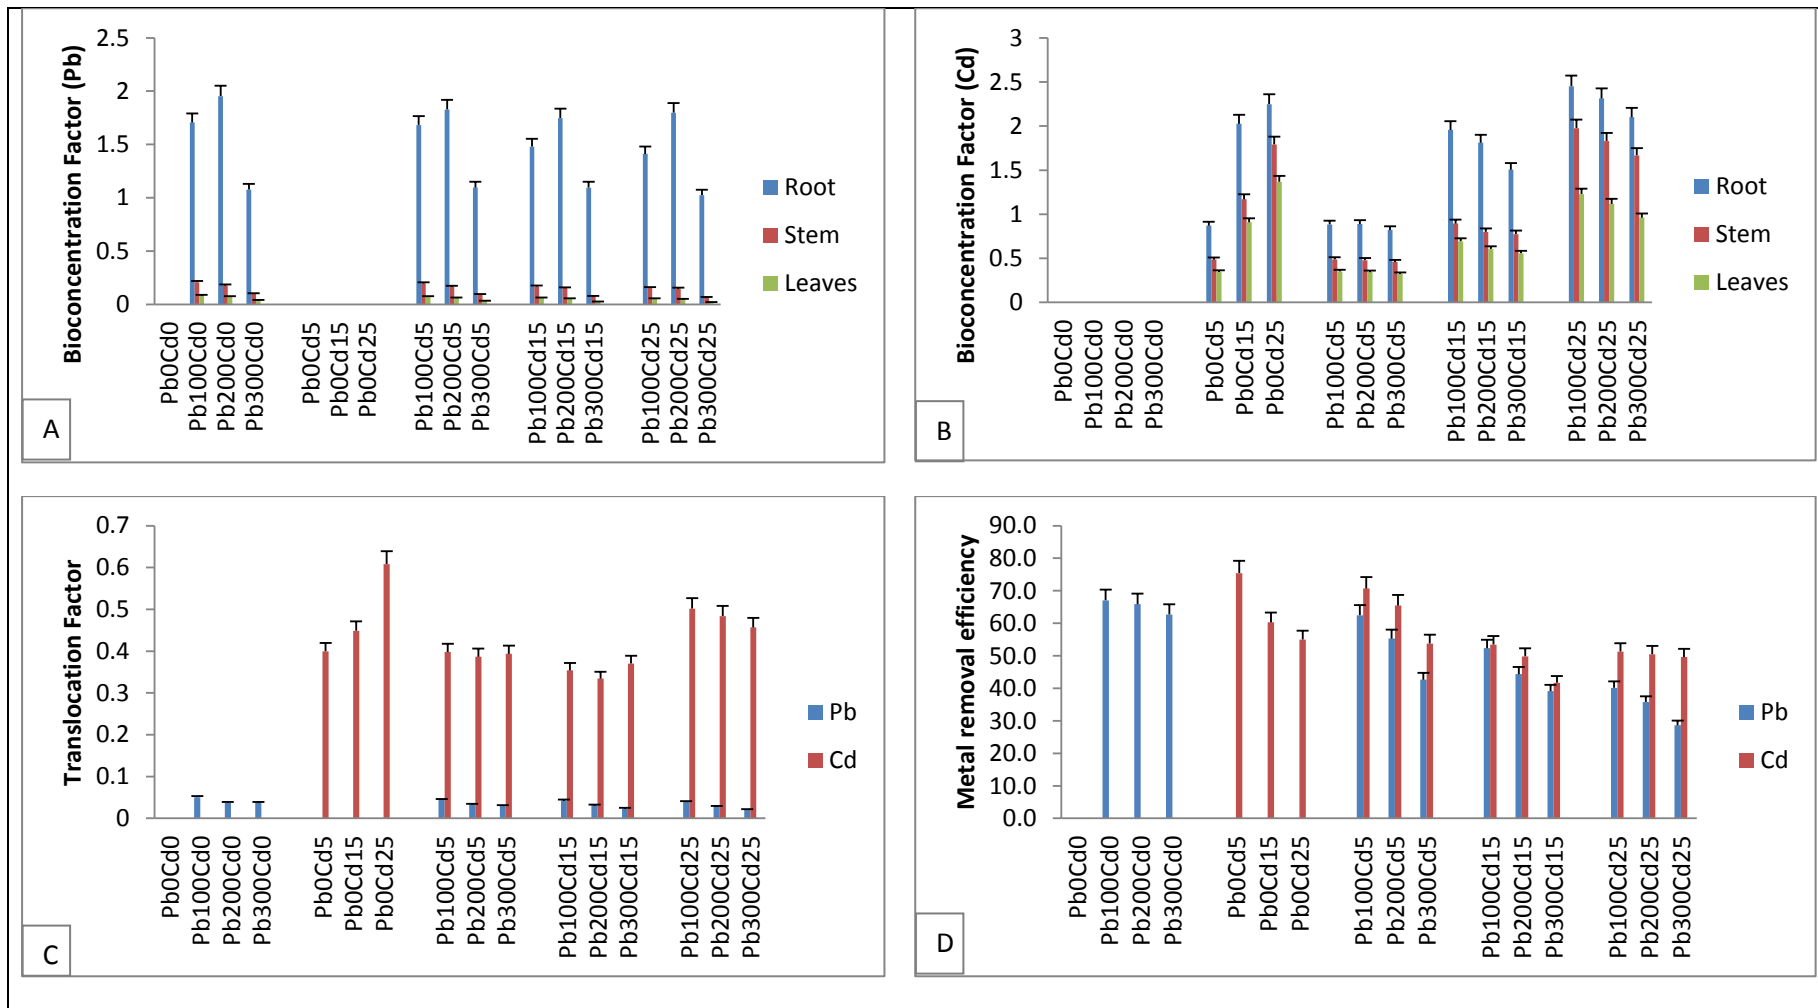 Bioconcentration Factor (Pb)
2.5
2
1.5
1
0.5
0
Pb0Cd0
Pb100Cd0
Pb200Cd0
Pb300Cd0
Pb0Cd5
Pb0Cd15
Pb0Cd25
Pb100Cd5
Pb200Cd5
Pb300Cd5
Pb100Cd15
Pb200Cd15
Pb300Cd15
Pb100Cd25
Pb200Cd25
Pb300Cd25
Root
Stem
Leaves
A
Bioconcentration Factor (Cd)
3
2.5
2
1.5
1
0.5
0
Pb0Cd0
Pb100Cd0
Pb200Cd0
Pb300Cd0
Pb0Cd5
Pb0Cd15
Pb0Cd25
Pb100Cd5
Pb200Cd5
Pb300Cd5
Pb100Cd15
Pb200Cd15
Pb300Cd15
Pb100Cd25
Pb200Cd25
Pb300Cd25
Root
Stem
Leaves
B
Translocation Factor
0.7
0.6
0.5
0.4
0.3
0.2
0.1
0
Pb0Cd0
Pb100Cd0
Pb200Cd0
Pb300Cd0
Pb0Cd5
Pb0Cd15
Pb0Cd25
Pb100Cd5
Pb200Cd5
Pb300Cd5
Pb100Cd15
Pb200Cd15
Pb300Cd15
Pb100Cd25
Pb200Cd25
Pb300Cd25
Pb
Cd
C
Metal removal efficiency
90.0
80.0
70.0
60.0
50.0
40.0
30.0
20.0
10.0
0.0
Pb0Cd0
Pb100Cd0
Pb200Cd0
Pb300Cd0
Pb0Cd5
Pb0Cd15
Pb0Cd25
Pb100Cd5
Pb200Cd5
Pb300Cd5
Pb100Cd15
Pb200Cd15
Pb300Cd15
Pb100Cd25
Pb200Cd25
Pb300Cd25
Pb
Cd
D